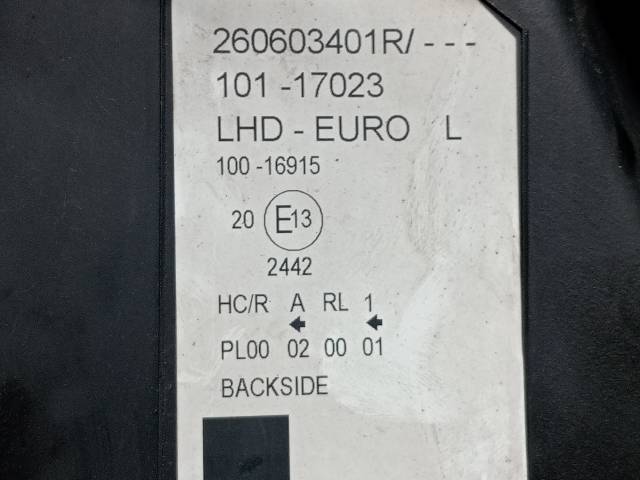 260603401R/ - - -
101 -17023
LHD - EURO L
100 -16915
20 E13
2442
HC/R A RL 1
PL00 02 00 01
BACKSIDE